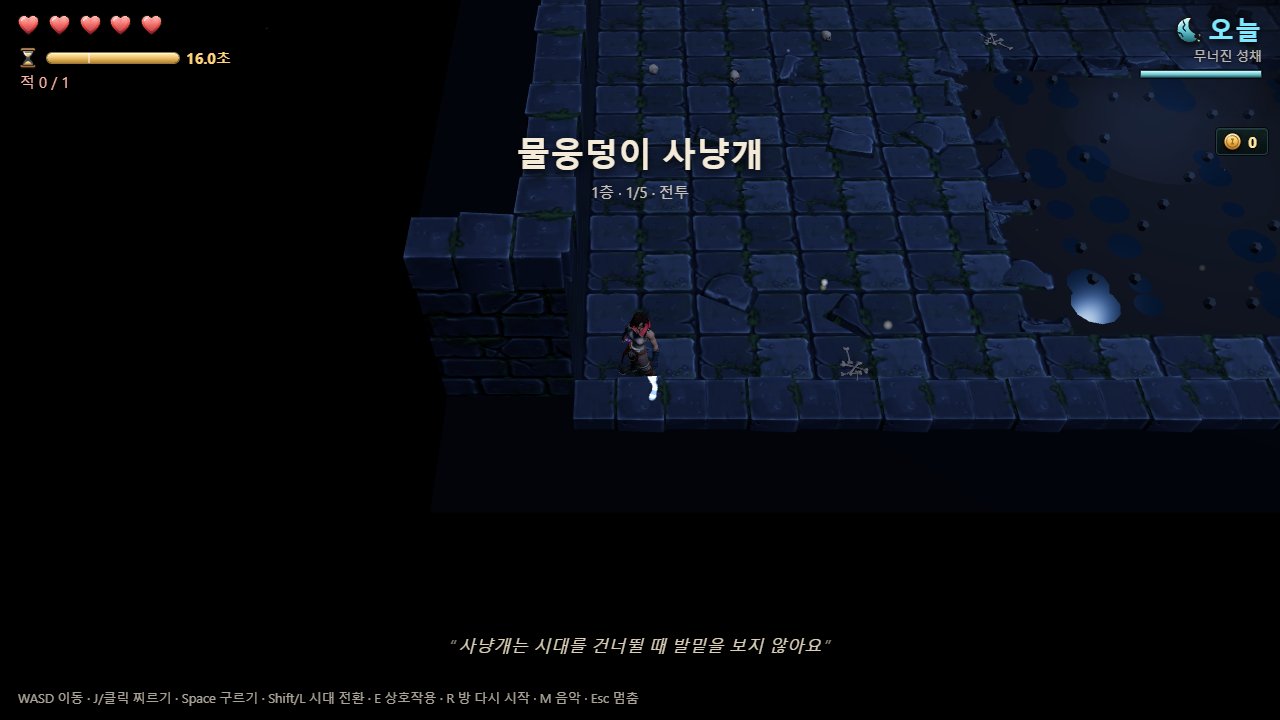 16.0초
적 0 / 1
오늘
무너진 성채
0
물웅덩이 사냥개
1층 · 1/5 · 전투
“사냥개는 시대를 건너뛸 때 발밑을 보지 않아요”
WASD 이동 · J/클릭 찌르기 · Space 구르기 · Shift/L 시대 전환 · E 상호작용 · R 방 다시 시작 · M 음악 · Esc 멈춤